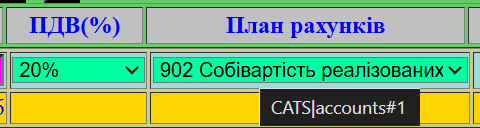 ПДВ(%) План рахунків
20% 902 Собівартість реалізованих
CATS|accounts#1